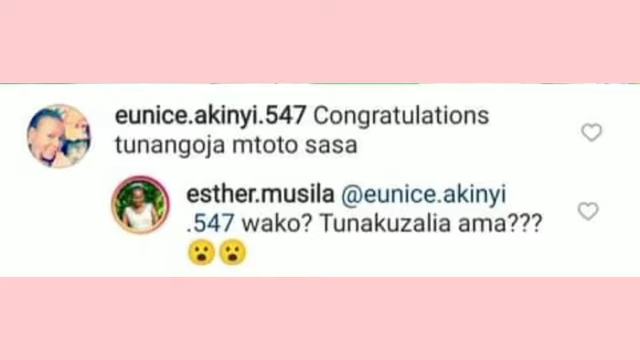 eunice.akinyi.547 Congratulations
tunangoja mtoto sasa
esther.musila @eunice.akinyi
.547 wako? Tunakuzalia ama???
😮😮